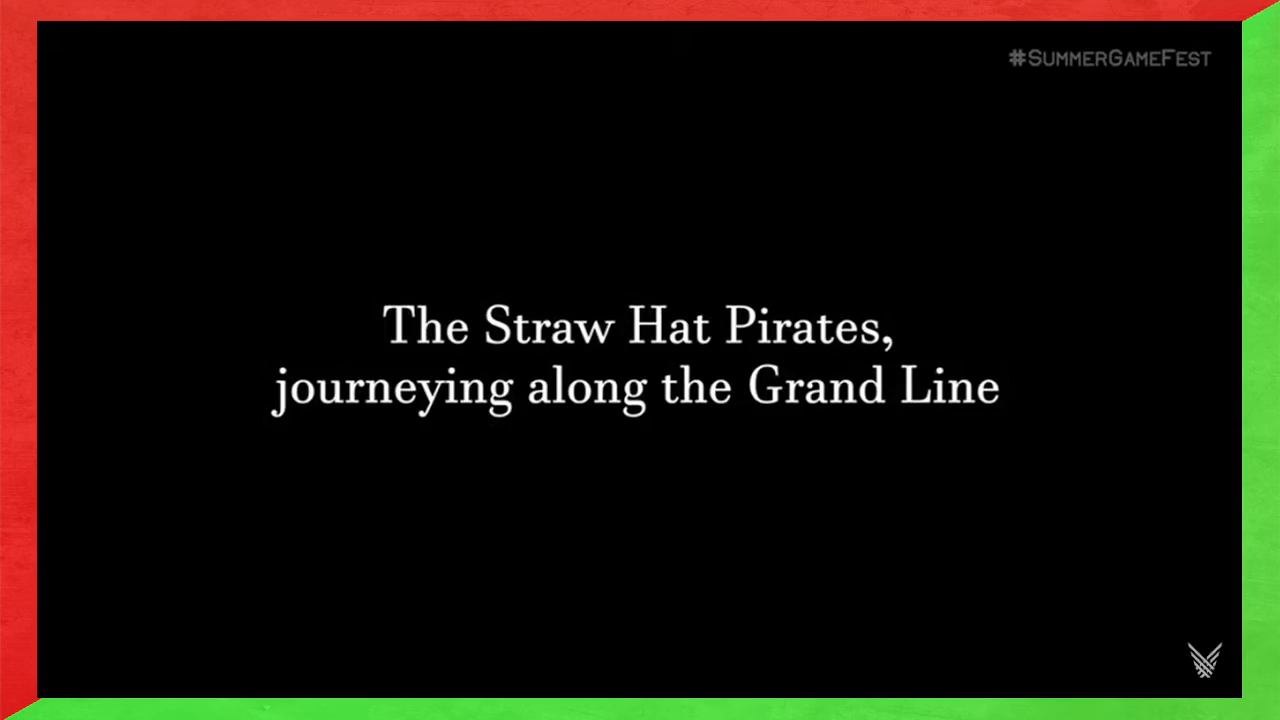 #SUMMERGAMEFEST
The Straw Hat Pirates,
journeying along the Grand Line